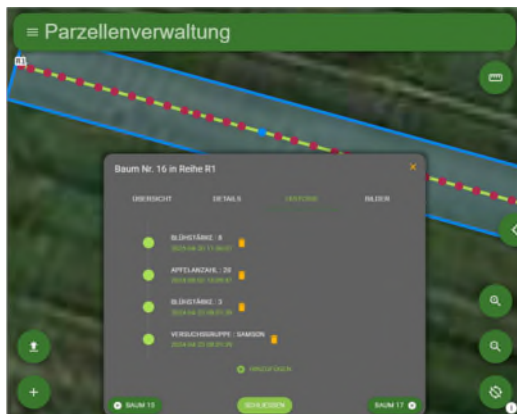 Parzellenverwaltung
R1
Baum Nr. 16 in Reihe R1
ÜBERSICHT
DETAILS
HISTORIE
BILDER
BLÜHSTÄRKE : 8
APFELANZAHL : 20
BLÜHSTÄRKE : 3
VERSUCHSGRUPPE : SAMSON
HINZUFÜGEN
BAUM 15
SCHLIESSEN
BAUM 17